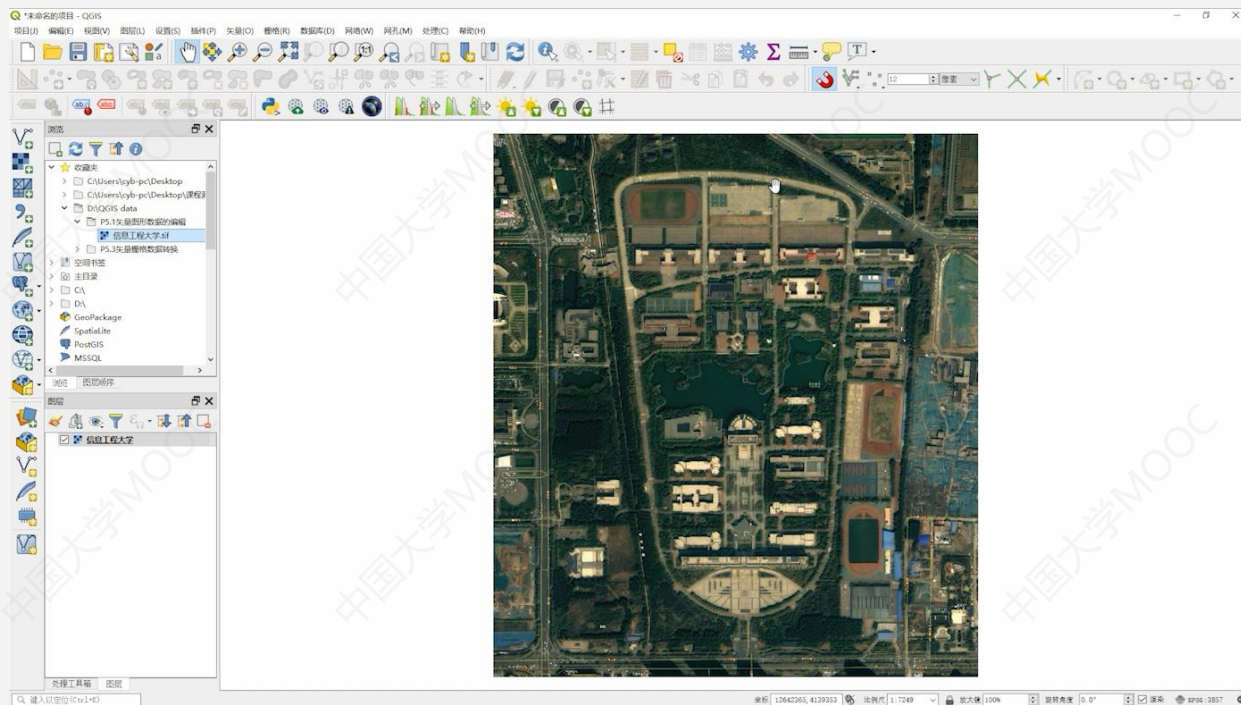 *未命名的项目 - QGIS
项目(J) 编辑(E) 视图(V) 图层(L) 设置(S) 插件(P) 矢量(O) 栅格(R) 数据库(D) 网络(W) 网孔(M) 处理(C) 帮助(H)
12 像素
浏览
收藏夹
C:\Users\cyb-pc\Desktop
C:\Users\cyb-pc\Desktop\课程
D:\QGIS data
P5.1矢量图形数据的编辑
信息工程大学.tif
P5.3矢量栅格数据转换
空间书签
主目录
C:\
D:\
GeoPackage
SpatiaLite
PostGIS
MSSQL
浏览 图层顺序
图层
信息工程大学
处理工具箱 图层
键入以定位(Ctrl+K) 坐标 12642365,4139353 比例尺 1:7249 放大镜 100% 旋转角度 0.0° 渲染 EPSG:3857
中国大学MOOC
中国大学MOOC
中国大学MOOC
中国大学MOOC
中国大学MOOC
中国大学MOOC